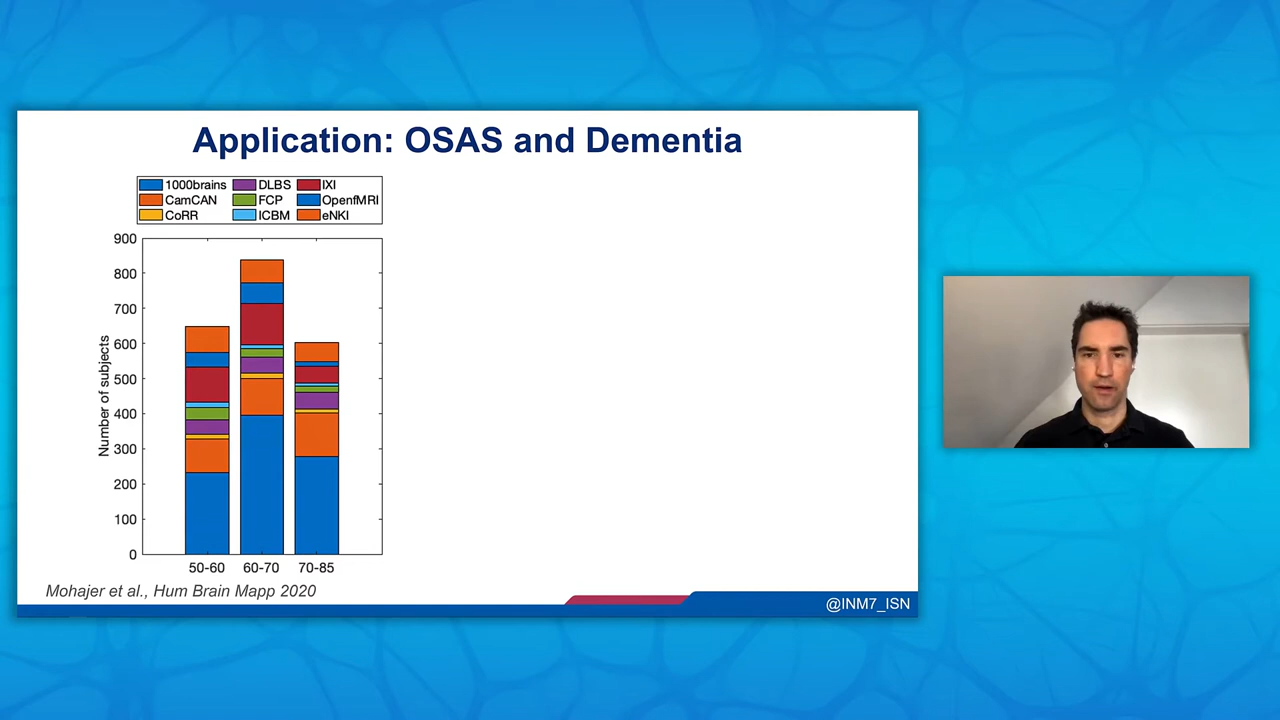 Application: OSAS and Dementia
1000brains DLBS IXI
CamCAN FCP OpenfMRI
CoRR ICBM eNKI
900
800
700
600
500
400
300
200
100
0
Number of subjects
50-60 60-70 70-85
Mohajer et al., Hum Brain Mapp 2020
@INM7_ISN